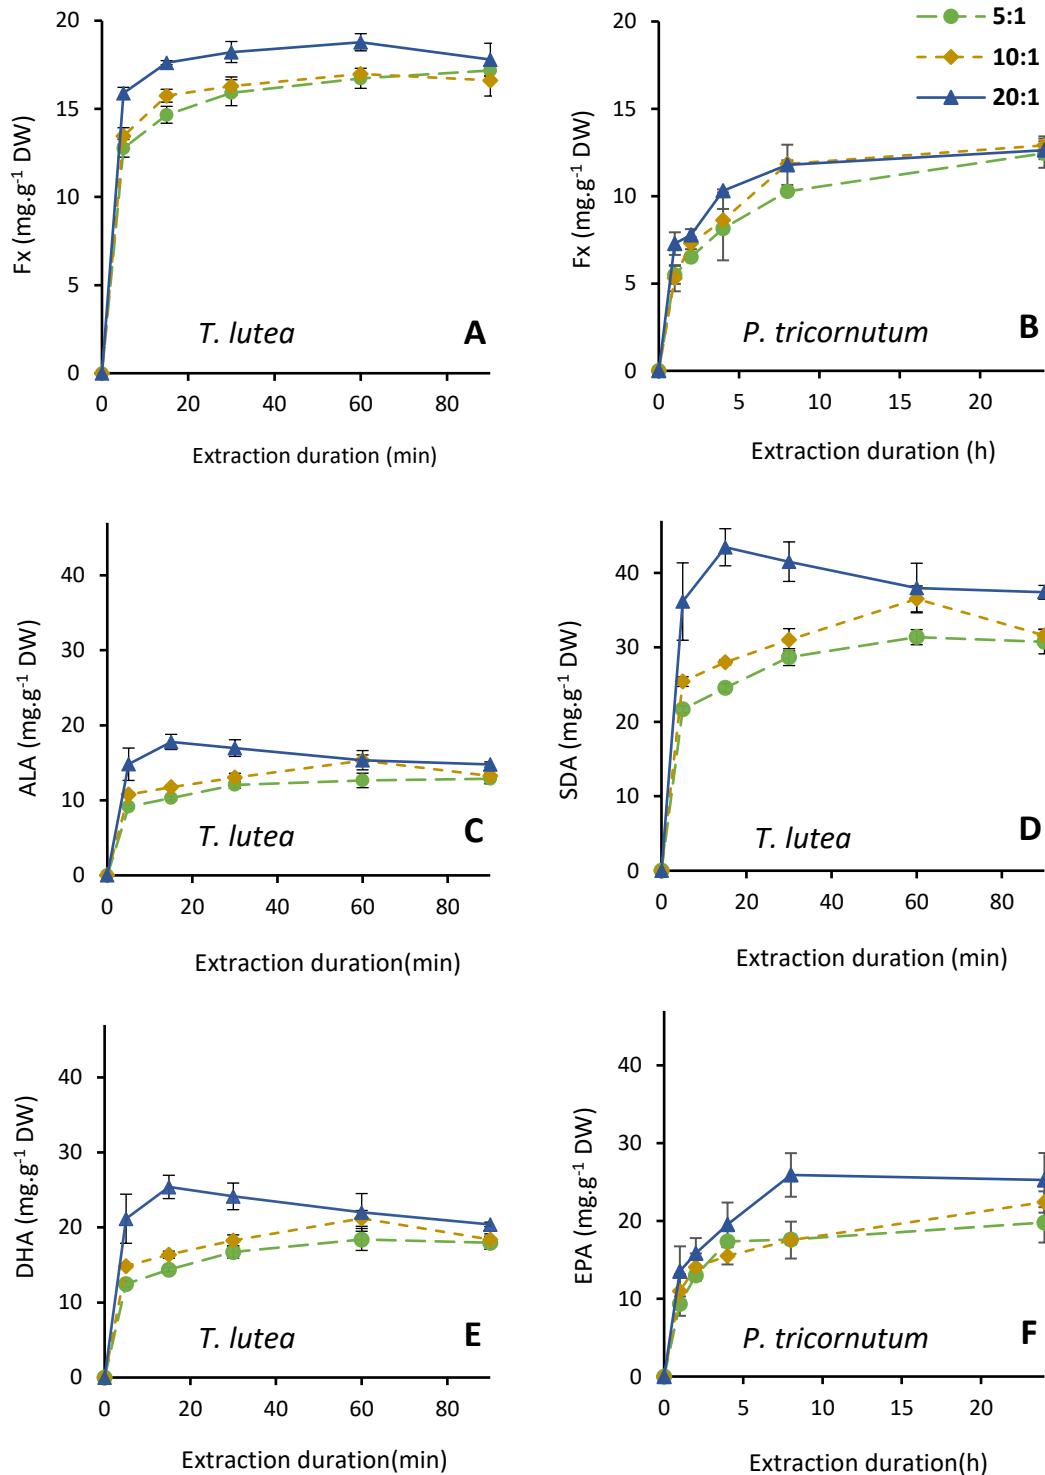 5:1
10:1
20:1
Fx (mg.g⁻¹ DW)
20
15
10
5
0
0 20 40 60 80
T. lutea
A
Extraction duration (min)
Fx (mg.g⁻¹ DW)
20
15
10
5
0
0 5 10 15 20
P. tricornutum
B
Extraction duration (h)
ALA (mg.g⁻¹ DW)
40
30
20
10
0
0 20 40 60 80
T. lutea
C
Extraction duration(min)
SDA (mg.g⁻¹ DW)
40
30
20
10
0
0 20 40 60 80
T. lutea
D
Extraction duration (min)
DHA (mg.g⁻¹ DW)
40
30
20
10
0
0 20 40 60 80
T. lutea
E
Extraction duration(min)
EPA (mg.g⁻¹ DW)
40
30
20
10
0
0 5 10 15 20
P. tricornutum
F
Extraction duration(h)